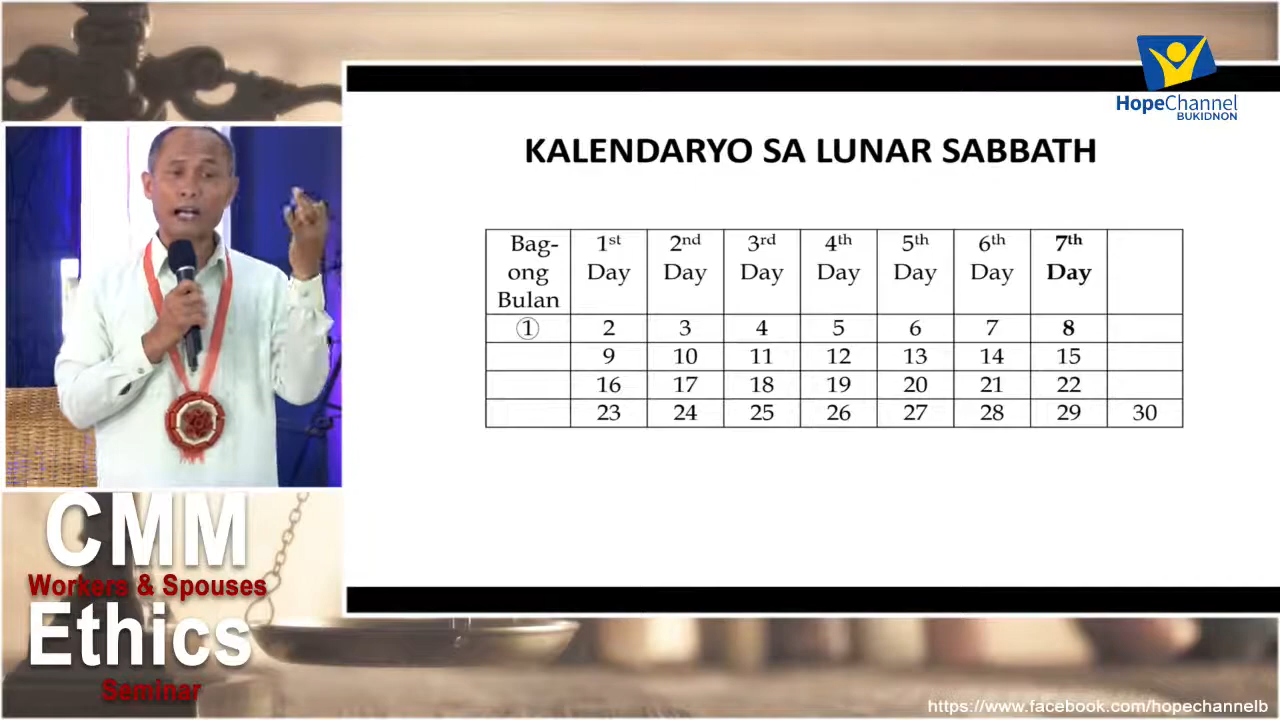 HopeChannel
BUKIDNON
KALENDARYO SA LUNAR SABBATH
Bag-ong Bulan 1st Day 2nd Day 3rd Day 4th Day 5th Day 6th Day 7th Day
① 2 3 4 5 6 7 8
9 10 11 12 13 14 15
16 17 18 19 20 21 22
23 24 25 26 27 28 29 30
CMM
Workers & Spouses
Ethics
Seminar
https://www.facebook.com/hopechannelb